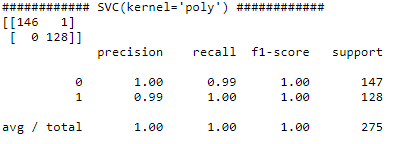 ############ SVC(kernel='poly') ############
[[146   1]
 [  0 128]]
             precision    recall  f1-score   support

          0       1.00      0.99      1.00       147
          1       0.99      1.00      1.00       128

avg / total       1.00      1.00      1.00       275